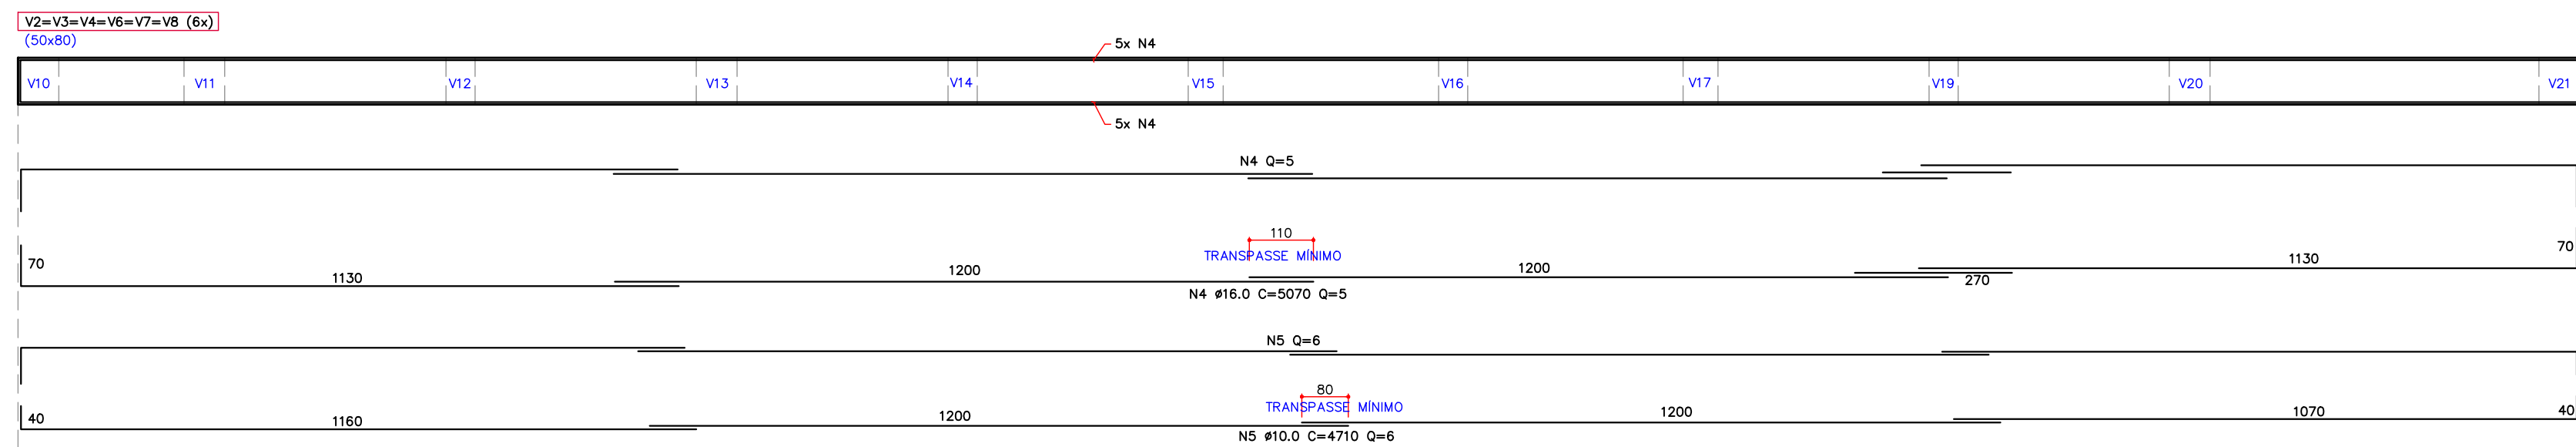 V2=V3=V4=V6=V7=V8 (6x)
(50x80)
5x N4
V10 V11 V12 V13 V14 V15 V16 V17 V19 V20 V21
5x N4
N4 Q=5
110
TRANSPASSE MÍNIMO
70 1130 1200 1200 270 1130 70
N4 ø16.0 C=5070 Q=5
N5 Q=6
80
TRANSPASSE MÍNIMO
40 1160 1200 1200 1070 40
N5 ø10.0 C=4710 Q=6